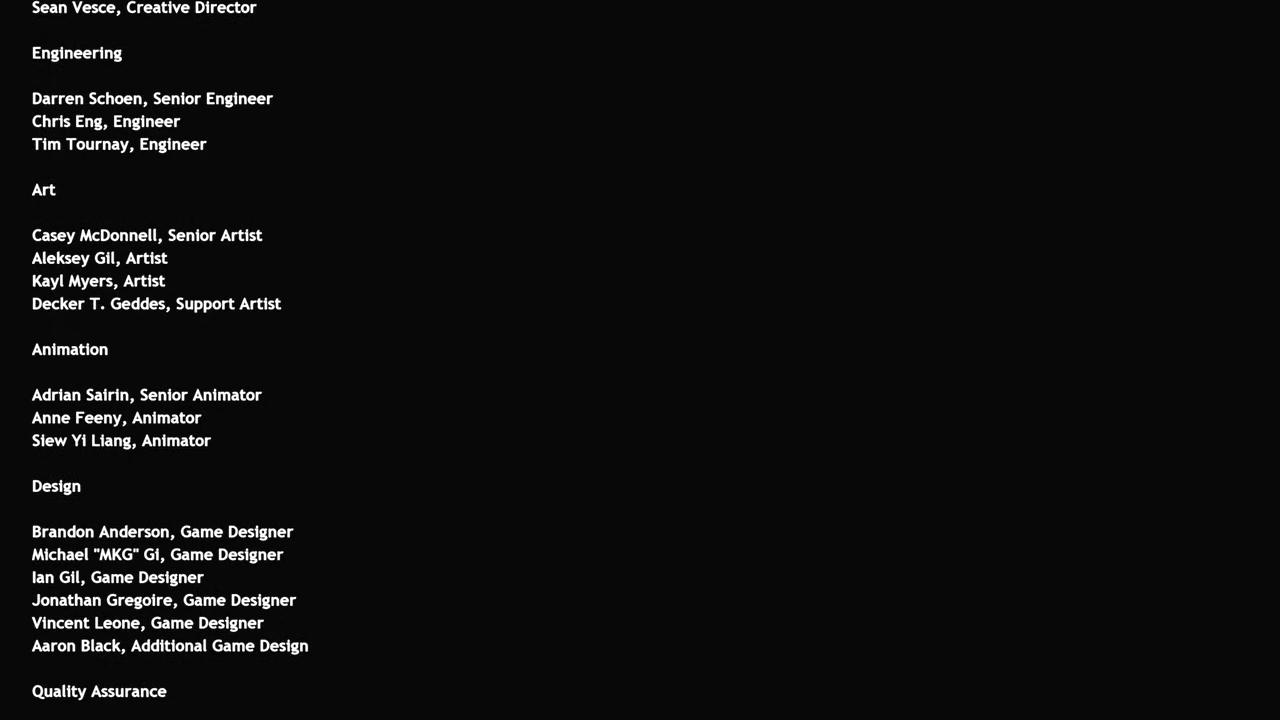 Sean Vesce, Creative Director
Engineering
Darren Schoen, Senior Engineer
Chris Eng, Engineer
Tim Tournay, Engineer
Art
Casey McDonnell, Senior Artist
Aleksey Gil, Artist
Kayl Myers, Artist
Decker T. Geddes, Support Artist
Animation
Adrian Sairin, Senior Animator
Anne Feeny, Animator
Siew Yi Liang, Animator
Design
Brandon Anderson, Game Designer
Michael "MKG" Gi, Game Designer
Ian Gil, Game Designer
Jonathan Gregoire, Game Designer
Vincent Leone, Game Designer
Aaron Black, Additional Game Design
Quality Assurance